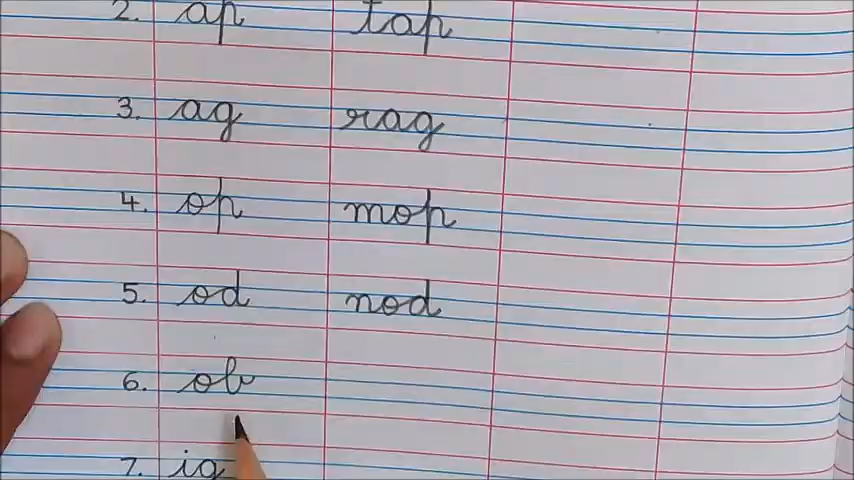 2. ap tap
3. ag rag
4. op mop
5. od nod
6. ob
7. ig